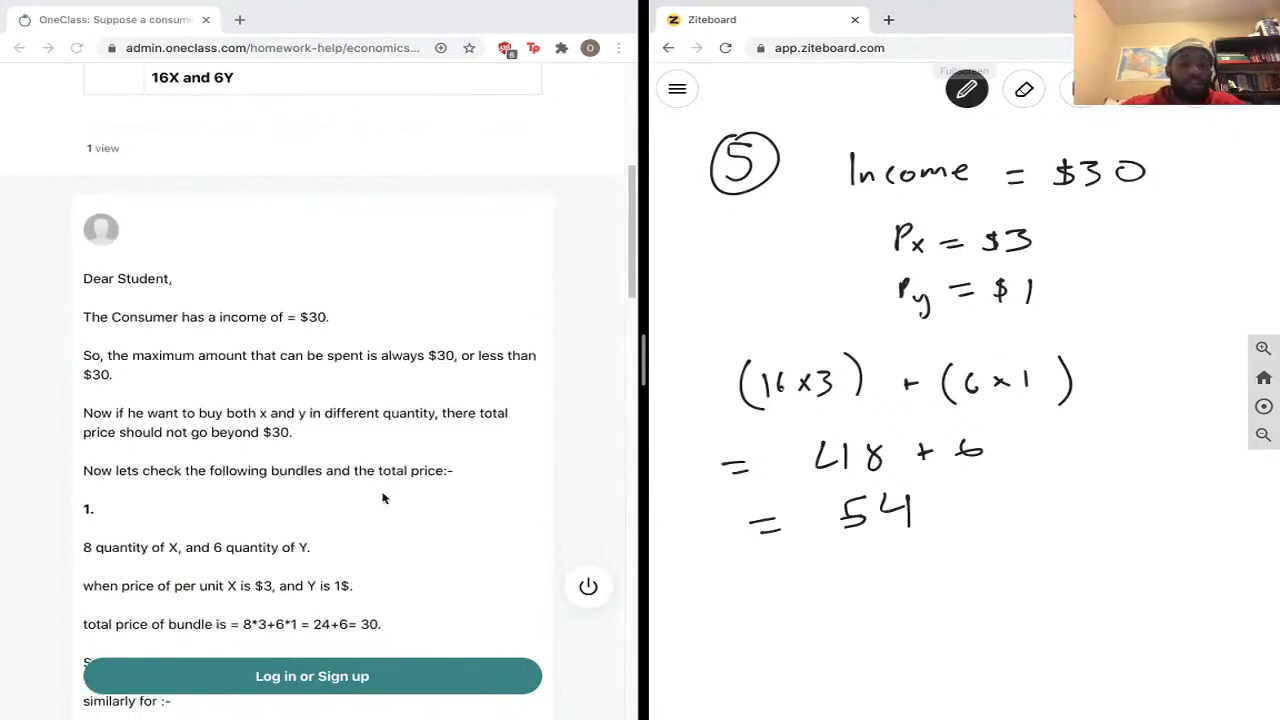 OneClass: Suppose a consume
admin.oneclass.com/homework-help/economics...
8
Tp
O
16X and 6Y
1 view
Dear Student,
The Consumer has a income of = $30.
So, the maximum amount that can be spent is always $30, or less than
$30.
Now if he want to buy both x and y in different quantity, there total
price should not go beyond $30.
Now lets check the following bundles and the total price:-
1.
8 quantity of X, and 6 quantity of Y.
when price of per unit X is $3, and Y is 1$.
total price of bundle is = 8*3+6*1 = 24+6= 30.
Log in or Sign up
similarly for :-
Z
Ziteboard
app.ziteboard.com
Fullscreen
5 Income = $30
Px = $3
Py = $1
(16x3) + (6x1)
= 48 + 6
= 54